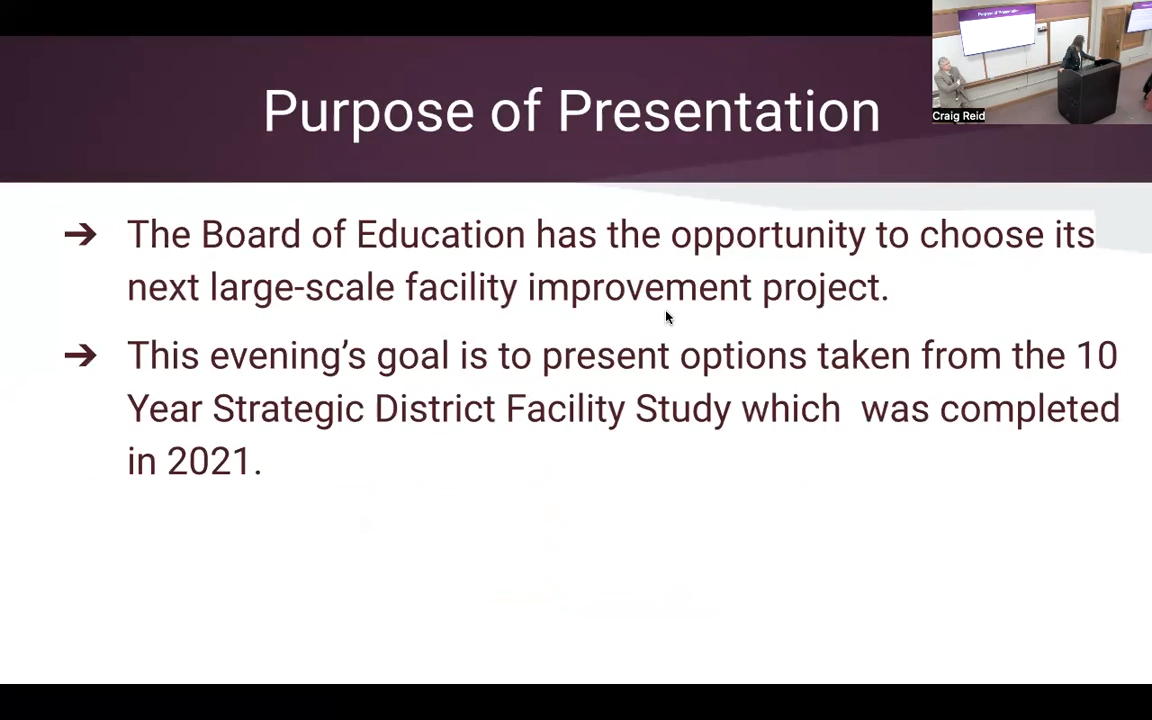 Purpose of Presentation
Craig Reid
➔ The Board of Education has the opportunity to choose its
next large-scale facility improvement project.
➔ This evening’s goal is to present options taken from the 10
Year Strategic District Facility Study which  was completed
in 2021.